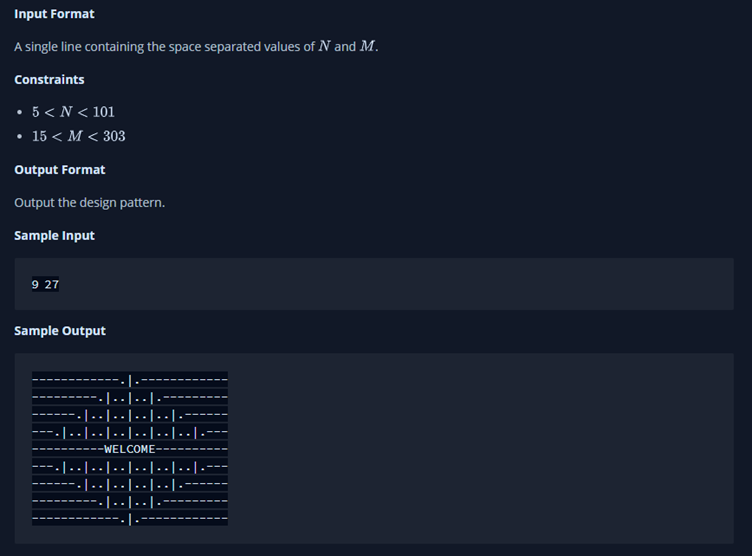 Input Format
A single line containing the space separated values of N and M.
Constraints
• 5 < N < 101
• 15 < M < 303
Output Format
Output the design pattern.
Sample Input
9 27
Sample Output
------------.|.------------
---------.|..|..|.---------
------.|..|..|..|..|.------
---.|..|..|..|..|..|..|.---
----------WELCOME----------
---.|..|..|..|..|..|..|.---
------.|..|..|..|..|.------
---------.|..|..|.---------
------------.|.------------